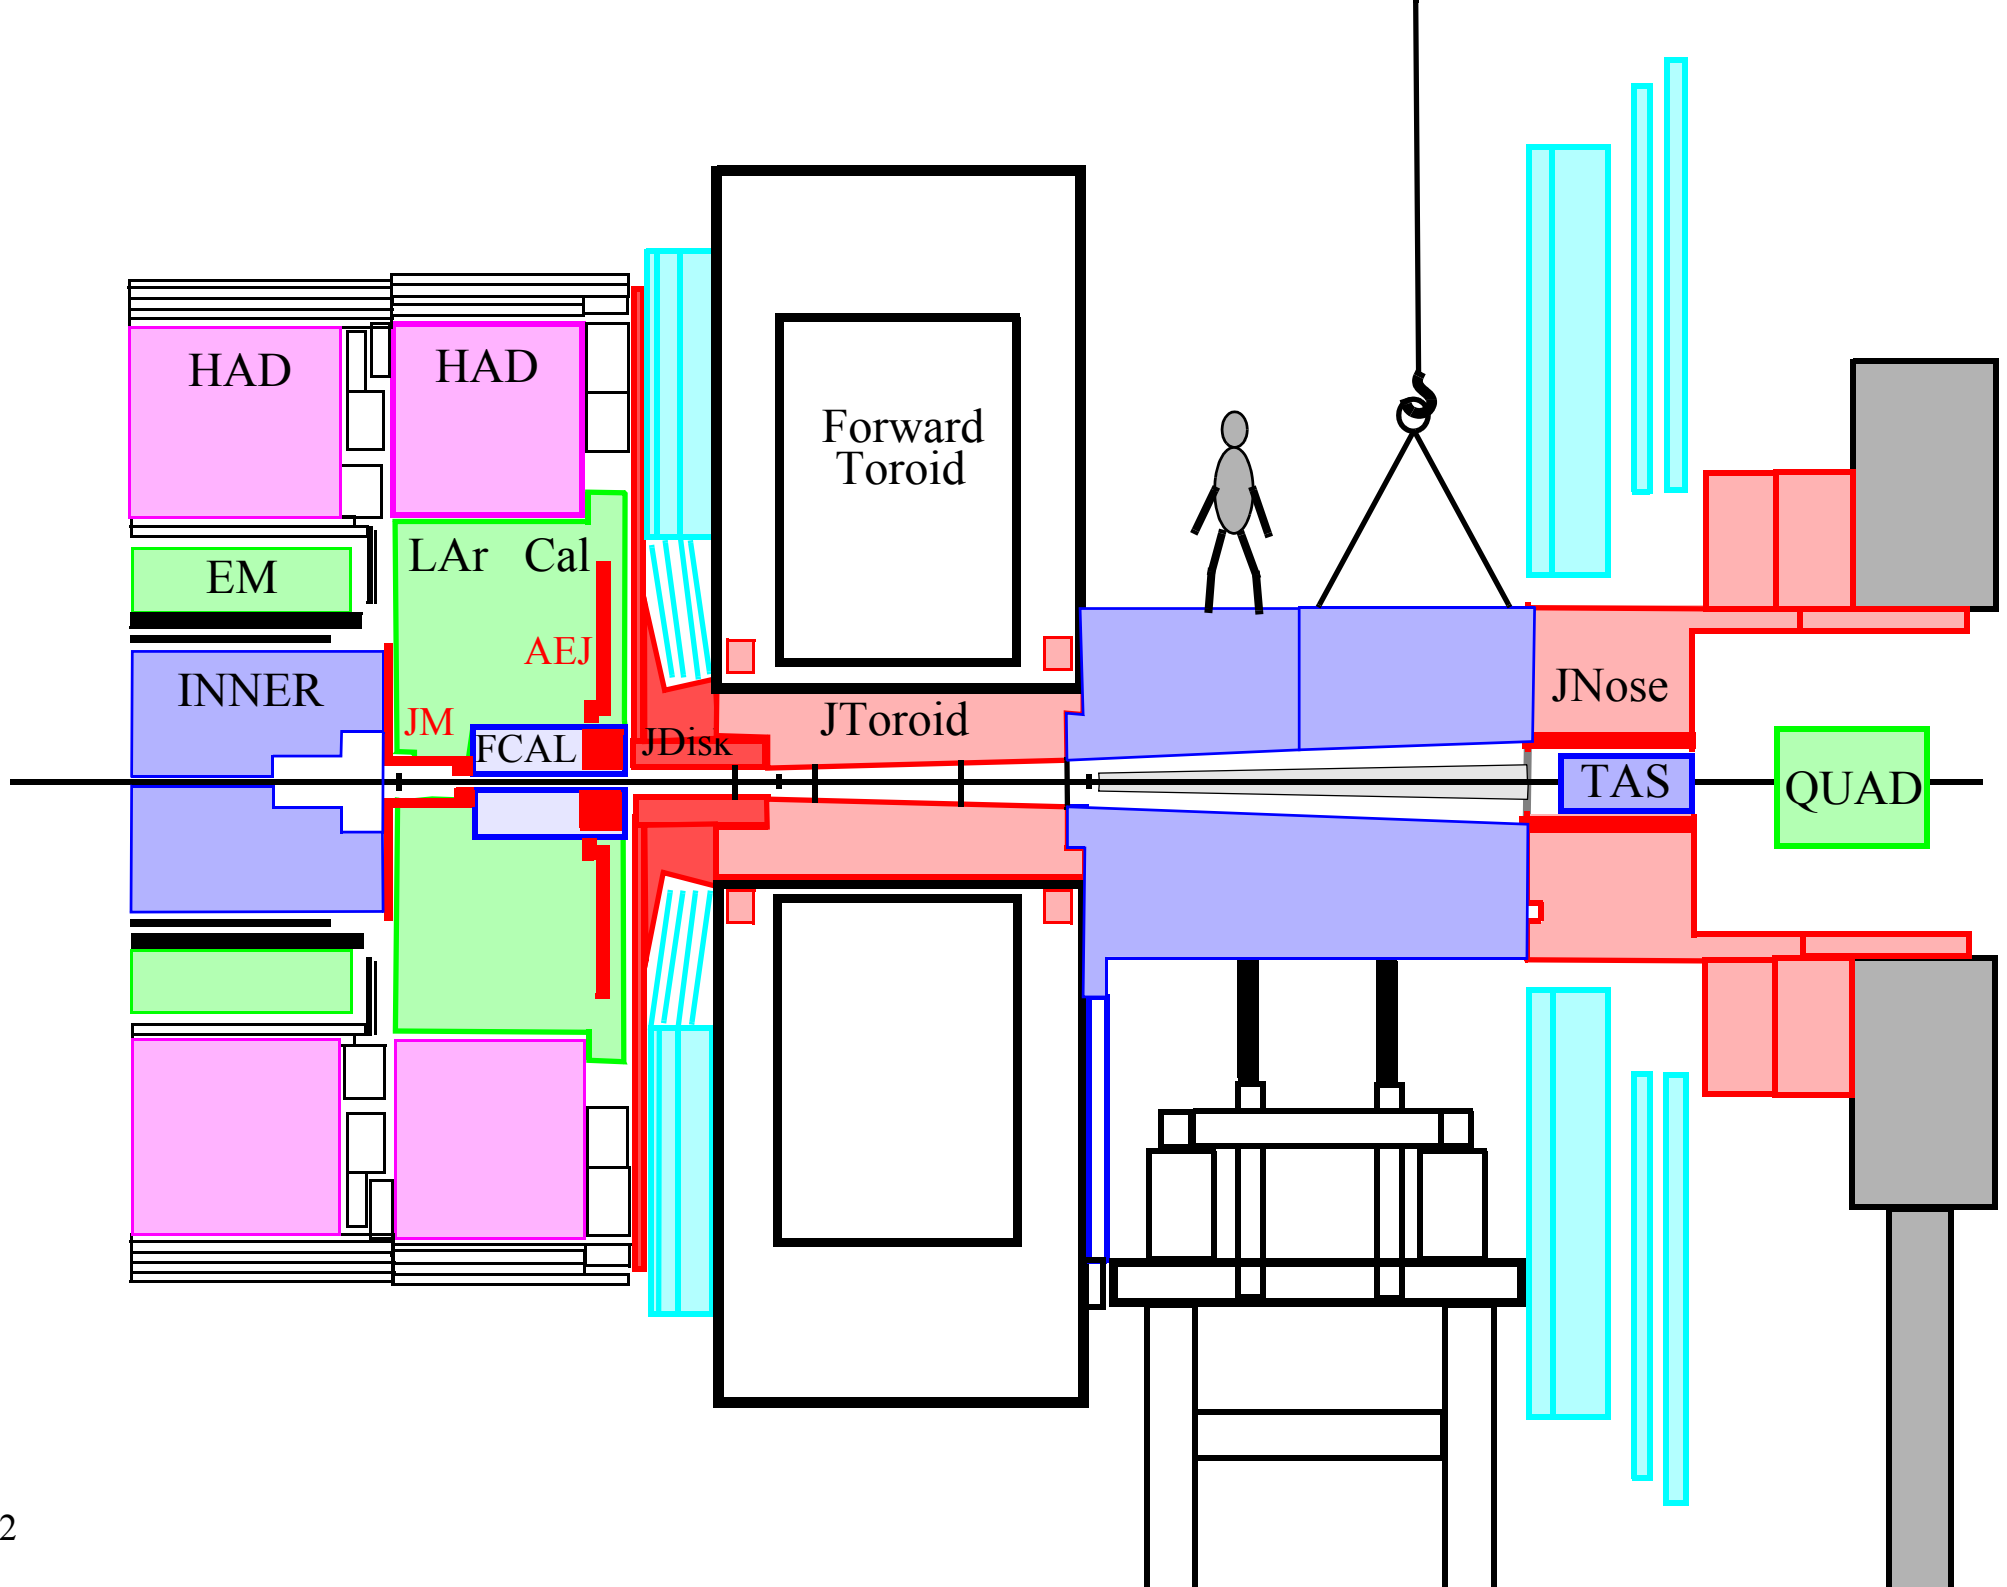 HAD
HAD
Forward
Toroid
LAr Cal
EM
AEJ
INNER
JM
JNose
JToroid
FCAL
JDisk
TAS
QUAD
2